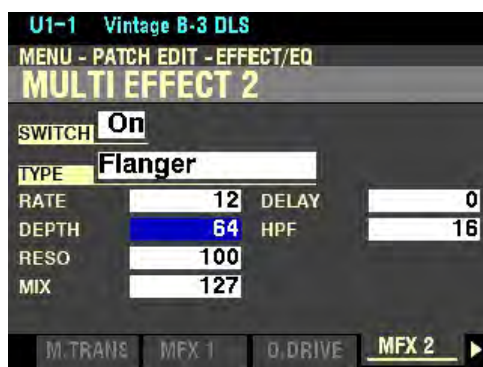 U1-1 Vintage B-3 DLS
MENU - PATCH EDIT - EFFECT/EQ
MULTI EFFECT 2
SWITCH On
TYPE Flanger
RATE 12 DELAY 0
DEPTH 64 HPF 16
RESO 100
MIX 127
M.TRANS MFX 1 O.DRIVE MFX 2